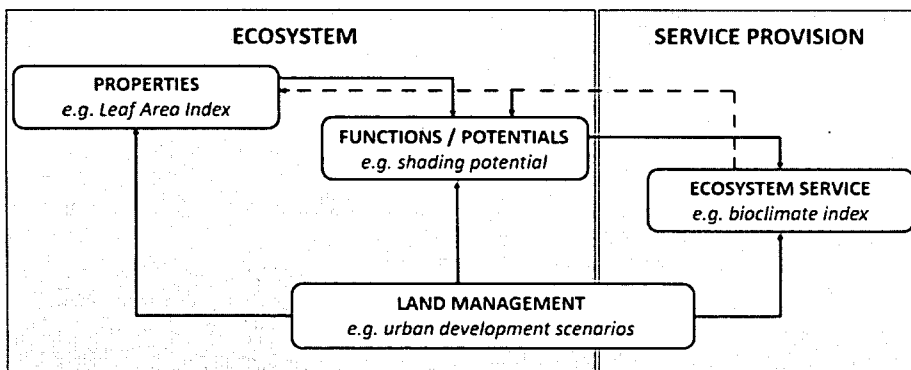 ECOSYSTEM
SERVICE PROVISION
PROPERTIES
e.g. Leaf Area Index
FUNCTIONS / POTENTIALS
e.g. shading potential
ECOSYSTEM SERVICE
e.g. bioclimate index
LAND MANAGEMENT
e.g. urban development scenarios